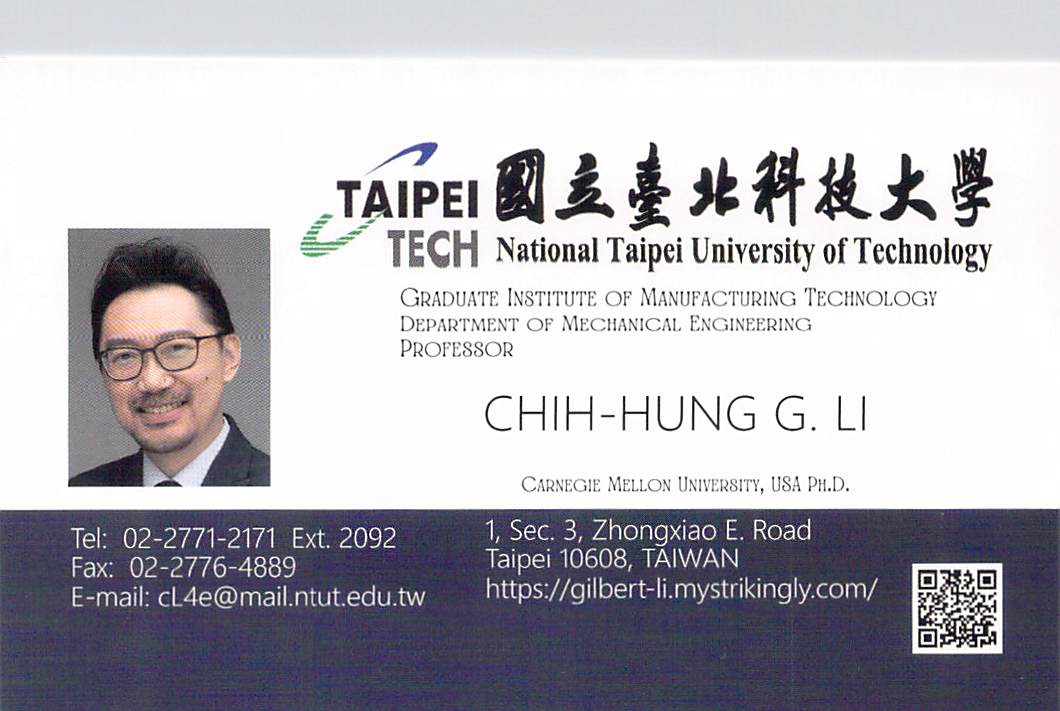 TAIPEI
TECH
國立臺北科技大學
National Taipei University of Technology
GRADUATE INSTITUTE OF MANUFACTURING TECHNOLOGY
DEPARTMENT OF MECHANICAL ENGINEERING
PROFESSOR
CHIH-HUNG G. LI
CARNEGIE MELLON UNIVERSITY, USA PH.D.
Tel: 02-2771-2171 Ext. 2092
Fax: 02-2776-4889
E-mail: cL4e@mail.ntut.edu.tw
1, Sec. 3, Zhongxiao E. Road
Taipei 10608, TAIWAN
https://gilbert-li.mystrikingly.com/